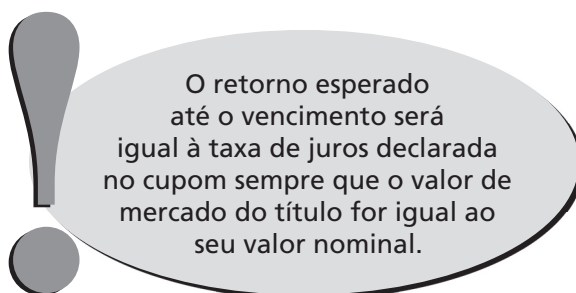 O retorno esperado
até o vencimento será
igual à taxa de juros declarada
no cupom sempre que o valor de
mercado do título for igual ao
seu valor nominal.